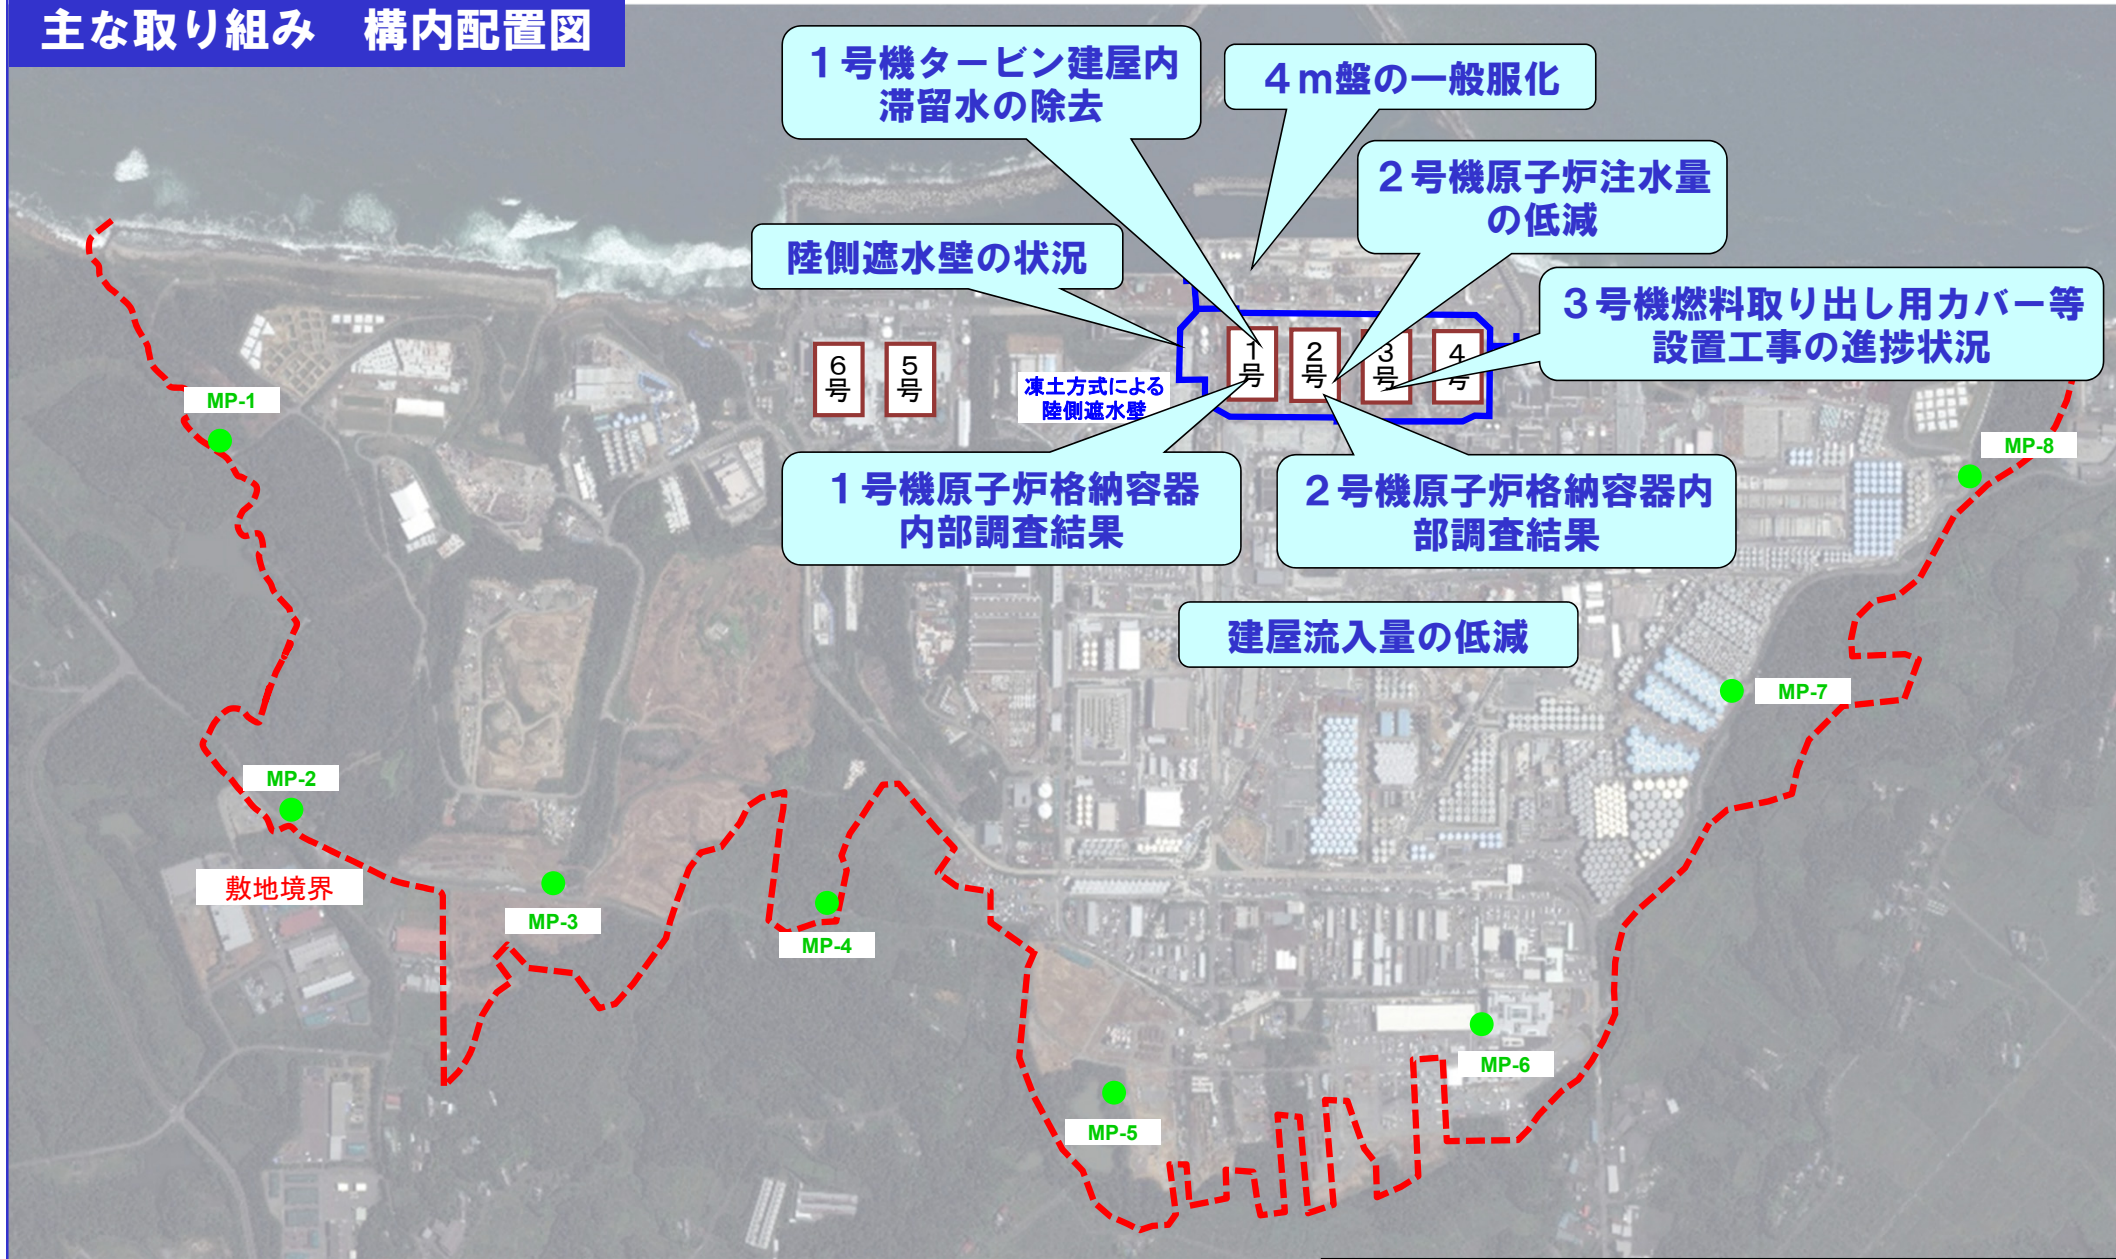 主な取り組み　構内配置図
１号機タービン建屋内
滞留水の除去
４ｍ盤の一般服化
２号機原子炉注水量
の低減
陸側遮水壁の状況
３号機燃料取り出し用カバー等
設置工事の進捗状況
6号
5号
1号
2号
3号
4号
凍土方式による
陸側遮水壁
MP-1
MP-8
１号機原子炉格納容器
内部調査結果
２号機原子炉格納容器内
部調査結果
建屋流入量の低減
MP-7
MP-2
敷地境界
MP-3
MP-4
MP-6
MP-5